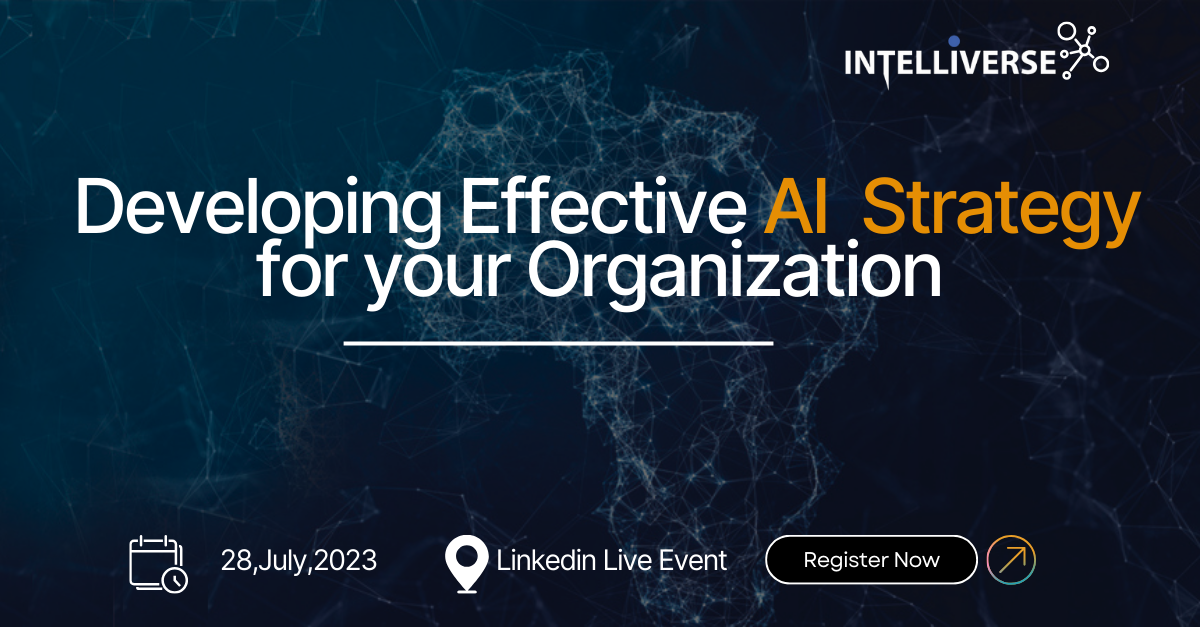 INTELLIVERSE
Developing Effective AI Strategy
for your Organization
28,July,2023
Linkedin Live Event
Register Now